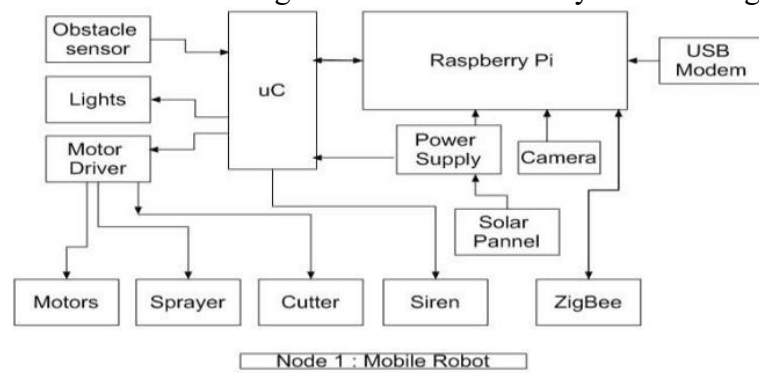 Obstacle
sensor
Lights
Motor
Driver
uC
Raspberry Pi
USB
Modem
Power
Supply
Camera
Solar
Pannel
Motors
Sprayer
Cutter
Siren
ZigBee
Node 1 : Mobile Robot